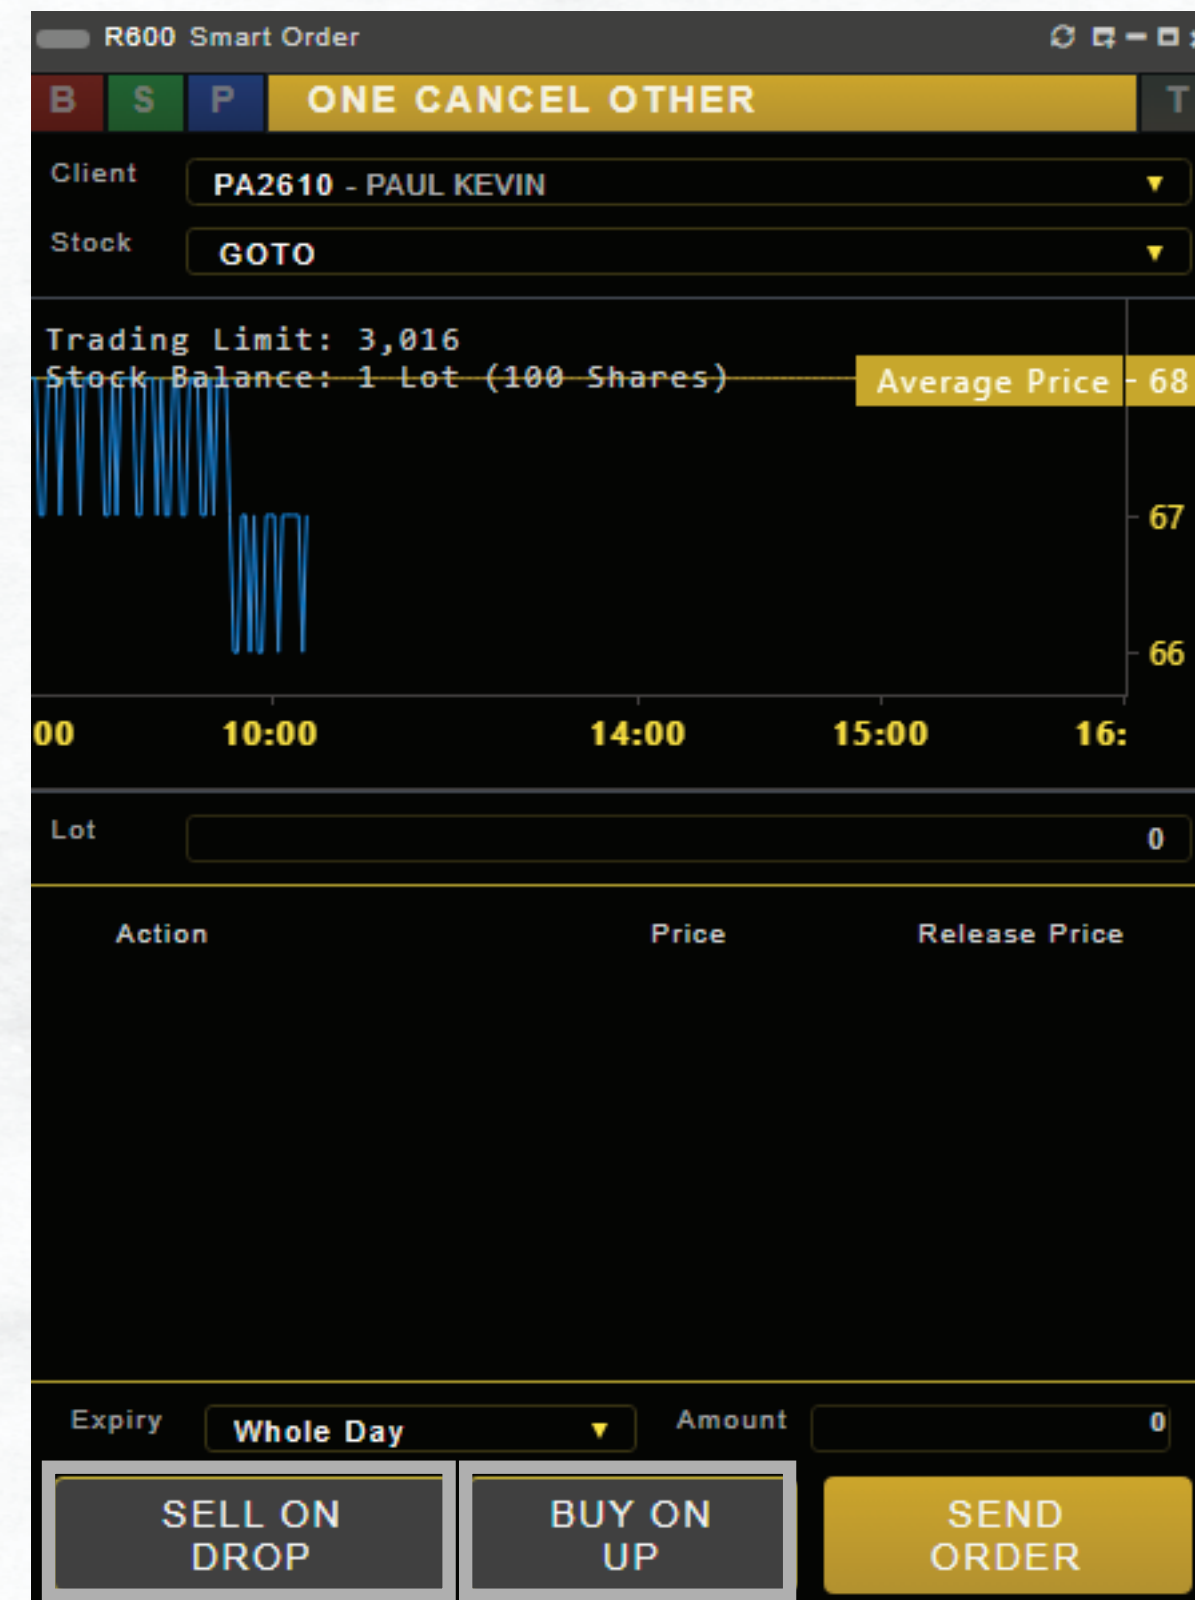 R600 Smart Order
B S P ONE CANCEL OTHER T
Client PA2610 - PAUL KEVIN
Stock GOTO
Trading Limit: 3,016
Stock Balance: 1 Lot (100 Shares)
Average Price 68
67
66
00 10:00 14:00 15:00 16:
Lot 0
Action Price Release Price
Expiry Whole Day Amount 0
SELL ON DROP
BUY ON UP
SEND ORDER